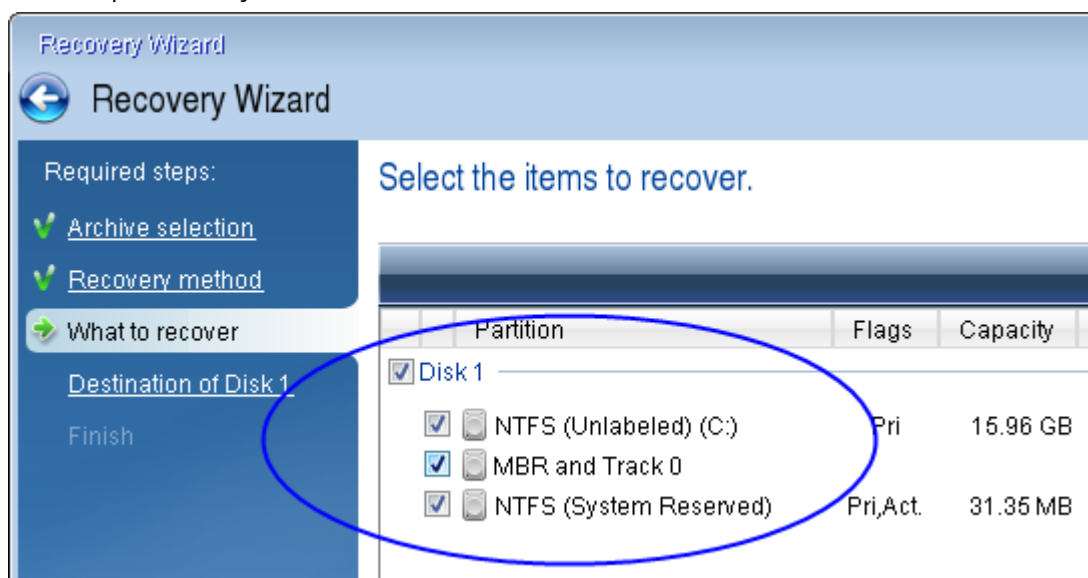 Recovery Wizard
Recovery Wizard
Required steps:
Archive selection
Recovery method
What to recover
Destination of Disk 1
Finish
Select the items to recover.
Partition Flags Capacity
Disk 1
NTFS (Unlabeled) (C:) Pri 15.96 GB
MBR and Track 0
NTFS (System Reserved) Pri,Act. 31.35 MB